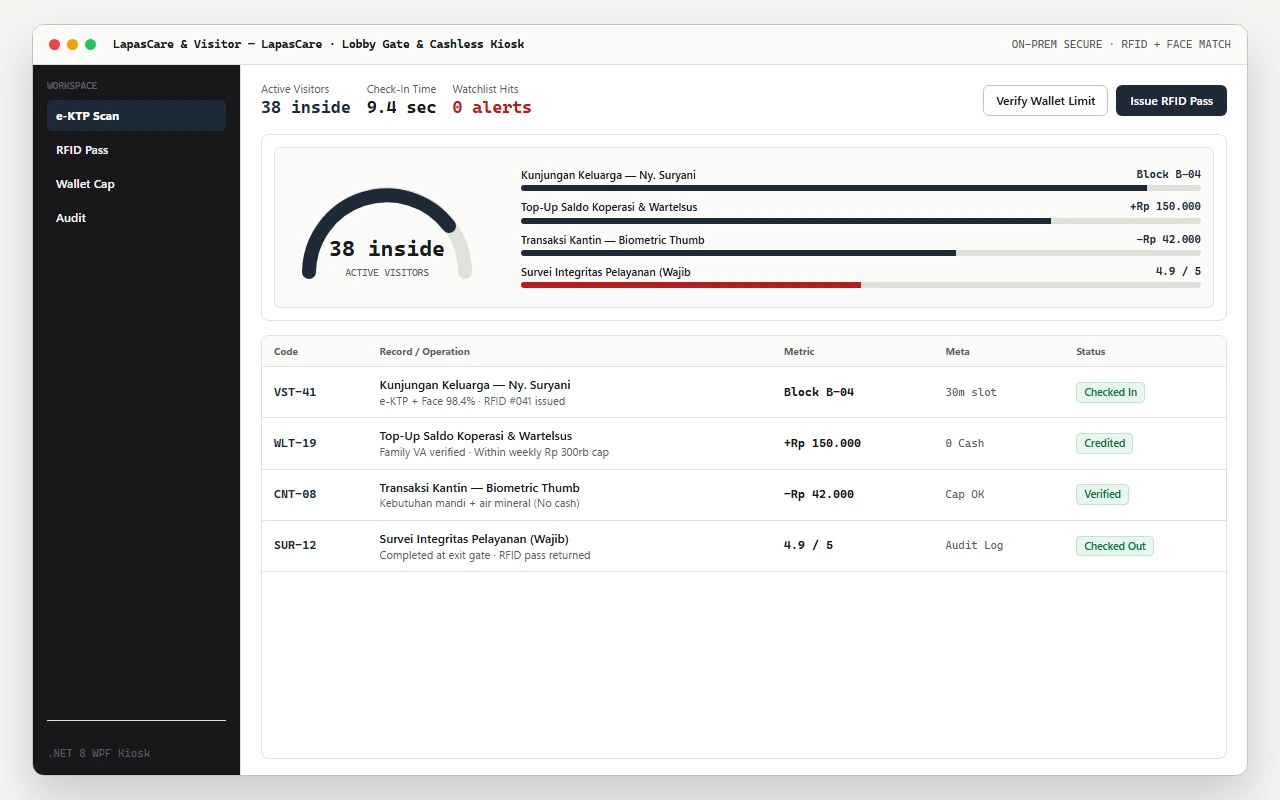 LapasCare & Visitor — LapasCare · Lobby Gate & Cashless Kiosk
ON-PREM SECURE · RFID + FACE MATCH
WORKSPACE
e-KTP Scan
RFID Pass
Wallet Cap
Audit
.NET 8 WPF Kiosk
Active Visitors
38 inside
Check-In Time
9.4 sec
Watchlist Hits
0 alerts
Verify Wallet Limit
Issue RFID Pass
38 inside
ACTIVE VISITORS
Kunjungan Keluarga — Ny. Suryani Block B-04
Top-Up Saldo Koperasi & Wartelsus +Rp 150.000
Transaksi Kantin — Biometric Thumb −Rp 42.000
Survei Integritas Pelayanan (Wajib 4.9 / 5
Code Record / Operation Metric Meta Status
VST-41 Kunjungan Keluarga — Ny. Suryani Block B-04 30m slot Checked In
e-KTP + Face 98.4% · RFID #041 issued
WLT-19 Top-Up Saldo Koperasi & Wartelsus +Rp 150.000 0 Cash Credited
Family VA verified · Within weekly Rp 300rb cap
CNT-08 Transaksi Kantin — Biometric Thumb −Rp 42.000 Cap OK Verified
Kebutuhan mandi + air mineral (No cash)
SUR-12 Survei Integritas Pelayanan (Wajib) 4.9 / 5 Audit Log Checked Out
Completed at exit gate · RFID pass returned